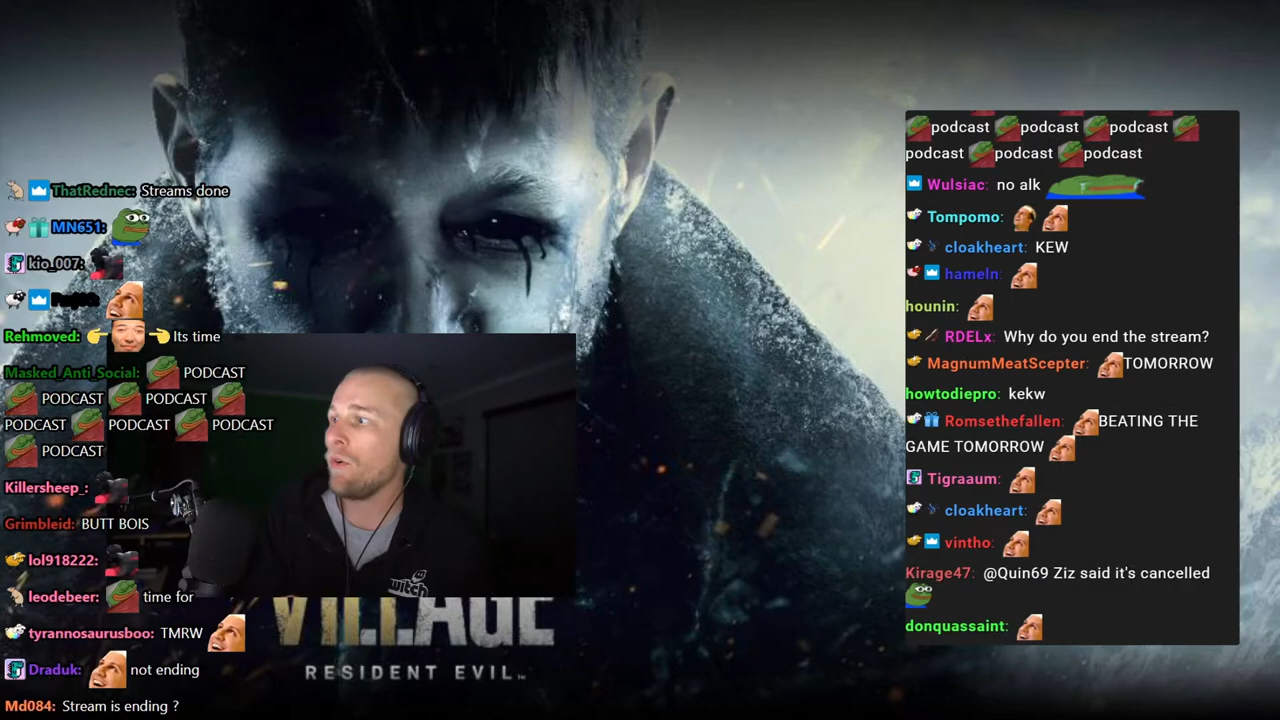 ThatRednec: Streams done
MN651:
kio_007:
Rehmoved: Its time
Masked_Anti_Social: PODCAST
PODCAST PODCAST
PODCAST PODCAST PODCAST
PODCAST
Killersheep_:
Grimbleid: BUTT BOIS
lol918222:
leodebeer: time for
tyrannosaurusboo: TMRW
Draduk: not ending
Md084: Stream is ending ?
witch
VILLAGE
RESIDENT EVIL
podcast podcast podcast
podcast podcast podcast
Wulsiac: no alk
Tompomo:
cloakheart: KEW
hameln:
hounin:
RDELx: Why do you end the stream?
MagnumMeatScepter: TOMORROW
howtodiepro: kekw
Romsethefallen: BEATING THE
GAME TOMORROW
Tigraaum:
cloakheart:
vintho:
Kirage47: @Quin69 Ziz said it's cancelled
donquassaint: